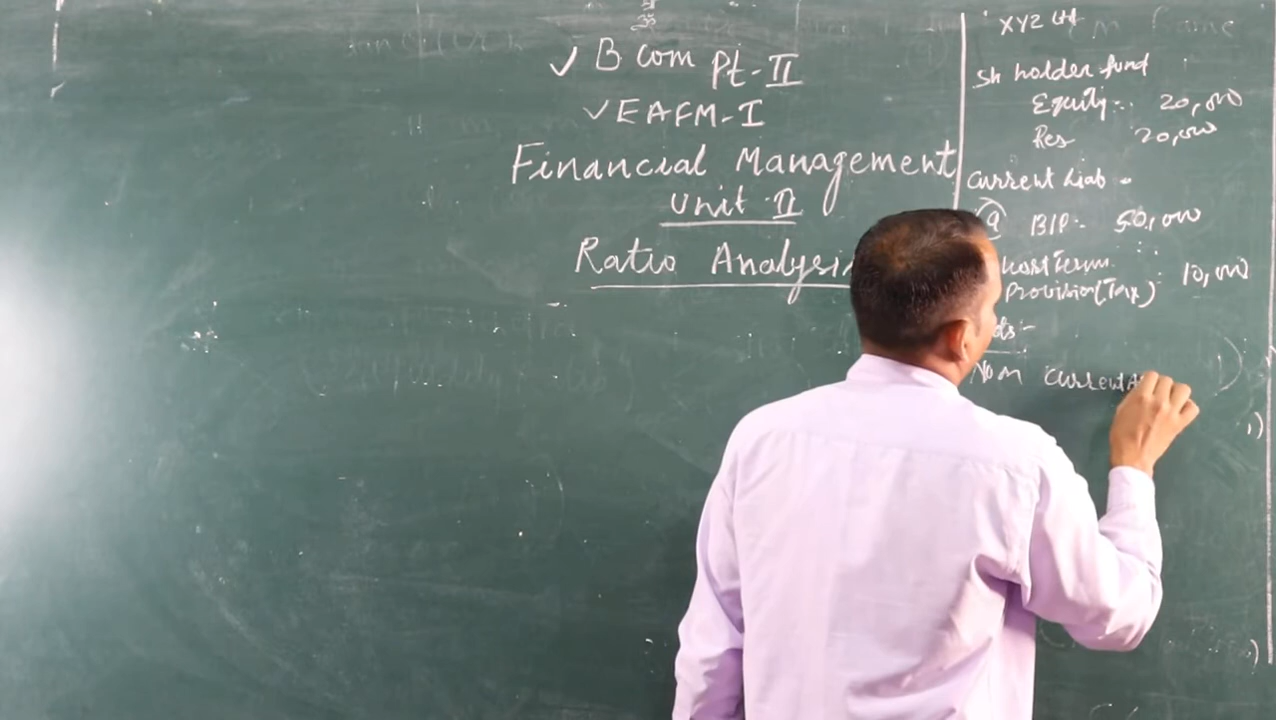 ॐ
✓ B com pt-II
✓ EAFM-I
Financial Management
Unit-II
Ratio Analysis
XYZ Ltd
Sh holder fund
Equity:- 20,000
Res 20,000
Current Liab -
a B/P:- 50,000
Short Term
Provision (Tax) 10,000
Non Current A
1)